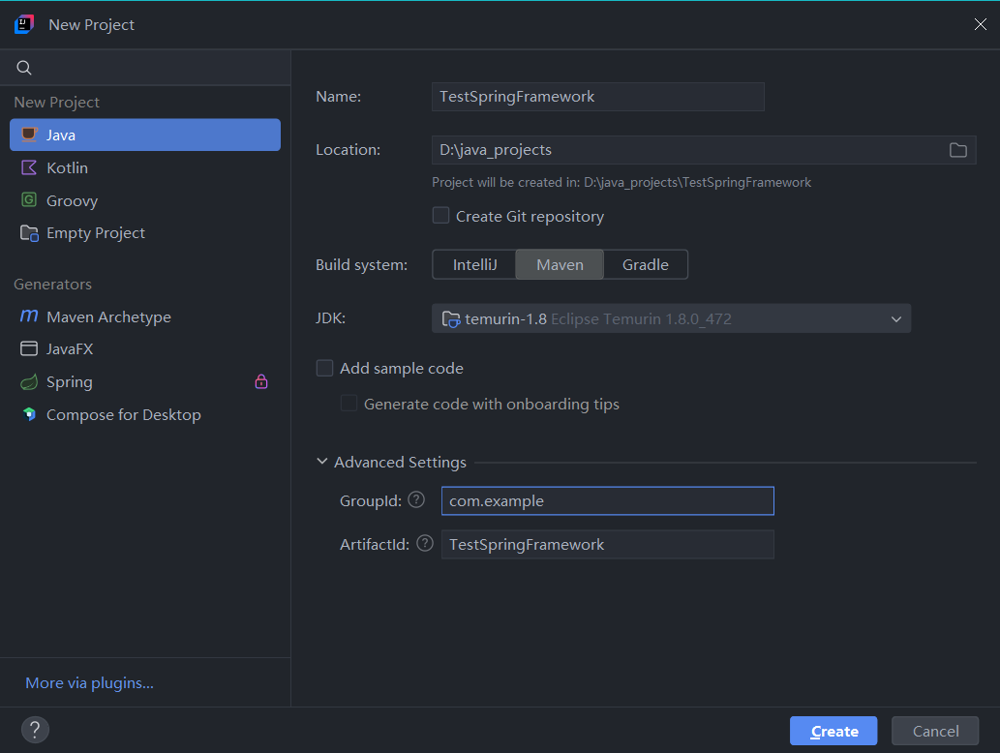 New Project
New Project
Java
Kotlin
Groovy
Empty Project
Generators
Maven Archetype
JavaFX
Spring
Compose for Desktop
More via plugins...
Name: TestSpringFramework
Location: D:\java_projects
Project will be created in: D:\java_projects\TestSpringFramework
Create Git repository
Build system: IntelliJ Maven Gradle
JDK: temurin-1.8 Eclipse Temurin 1.8.0_472
Add sample code
Generate code with onboarding tips
Advanced Settings
GroupId: ? com.example
ArtifactId: ? TestSpringFramework
? Create Cancel